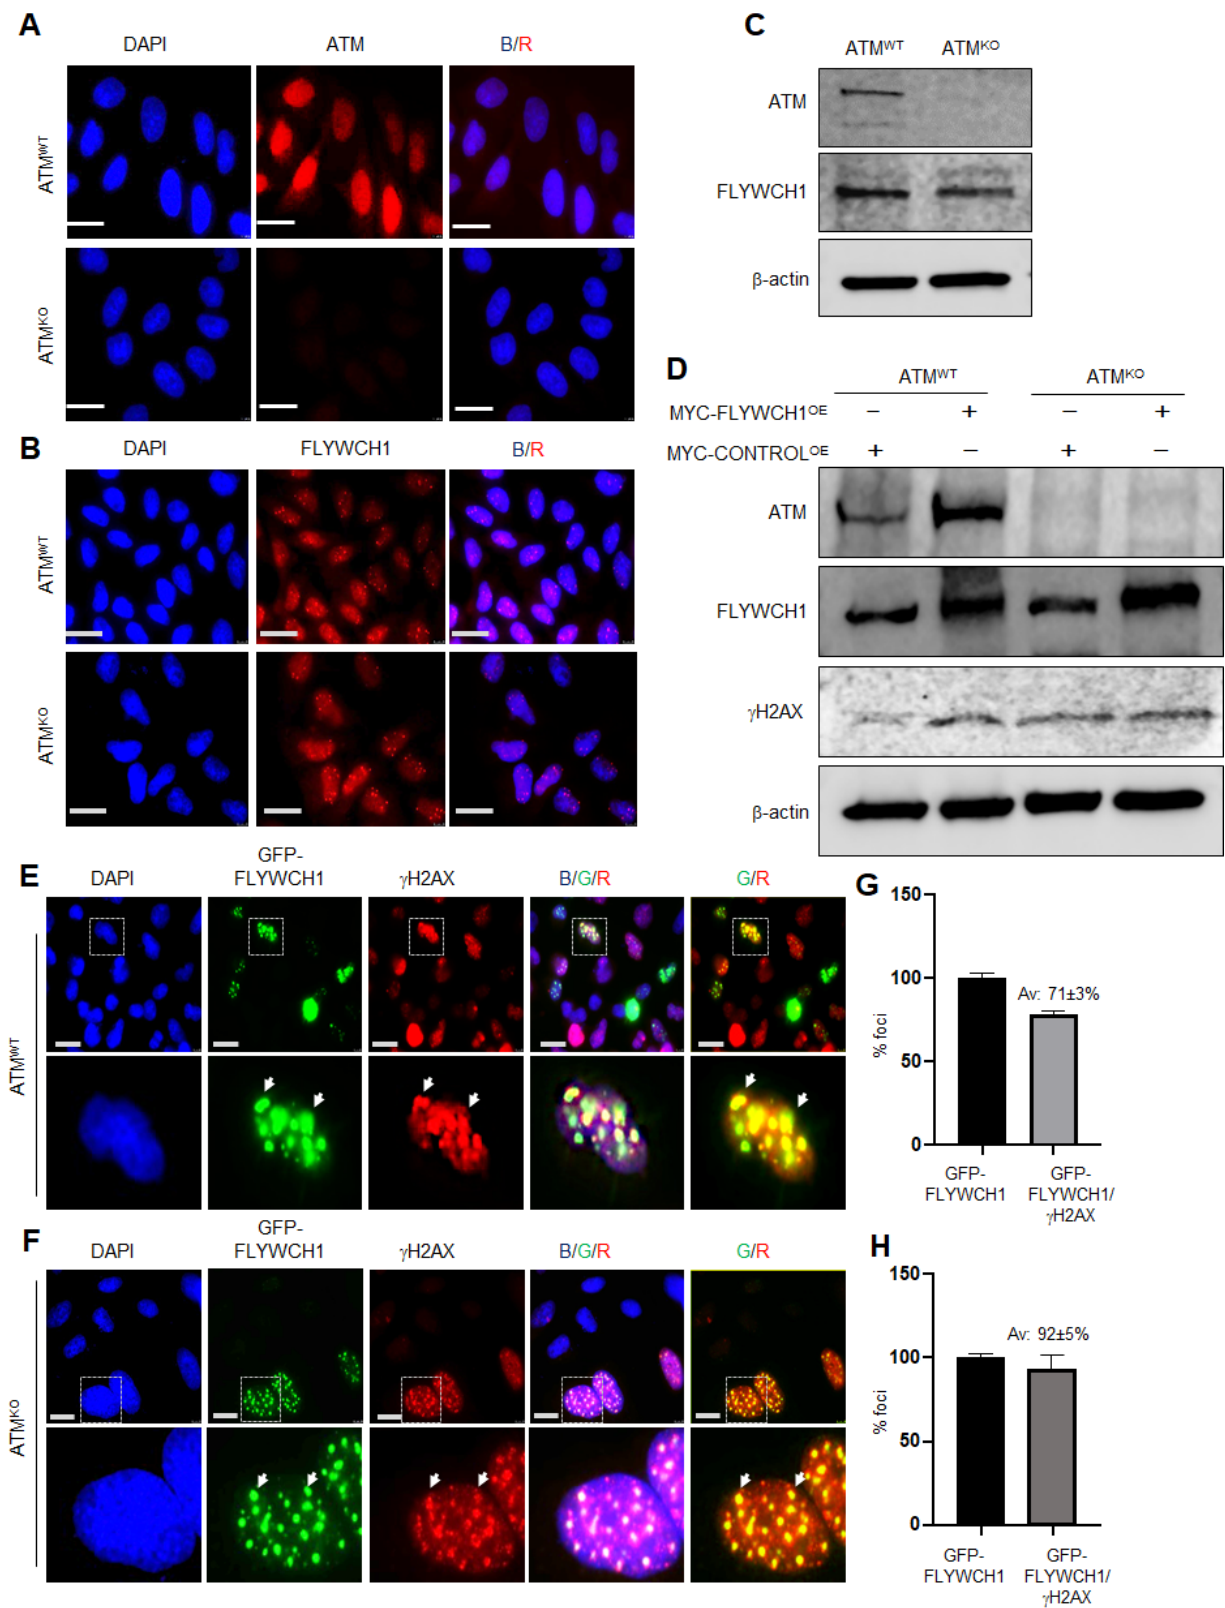 A
DAPI
ATM
B/R
ATMWT
ATMKO
B
DAPI
FLYWCH1
B/R
ATMWT
ATMKO
C
ATMWT
ATMKO
ATM
FLYWCH1
β-actin
D
ATMWT
ATMKO
MYC-FLYWCH1OE
−
+
−
+
MYC-CONTROLOE
+
−
+
−
ATM
FLYWCH1
γH2AX
β-actin
E
DAPI
GFP-
FLYWCH1
γH2AX
B/G/R
G/R
ATMWT
F
DAPI
GFP-
FLYWCH1
γH2AX
B/G/R
G/R
ATMKO
G
150
100
50
0
% foci
Av: 71±3%
GFP-
FLYWCH1
GFP-
FLYWCH1/
γH2AX
H
150
100
50
0
% foci
Av: 92±5%
GFP-
FLYWCH1
GFP-
FLYWCH1/
γH2AX